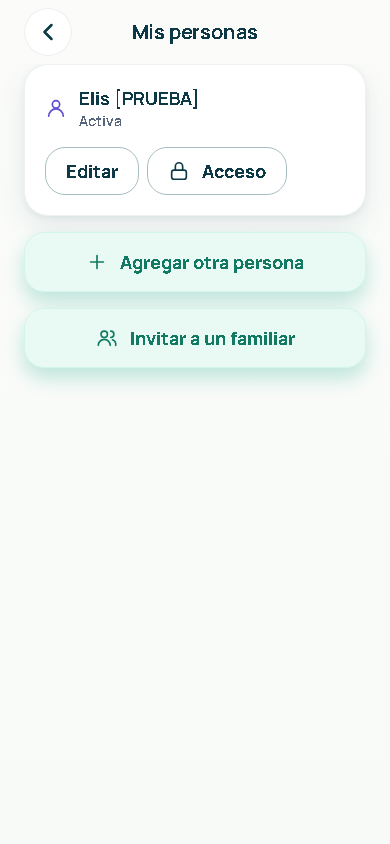 Mis personas
Elis [PRUEBA]
Activa
Editar
Acceso
Agregar otra persona
Invitar a un familiar